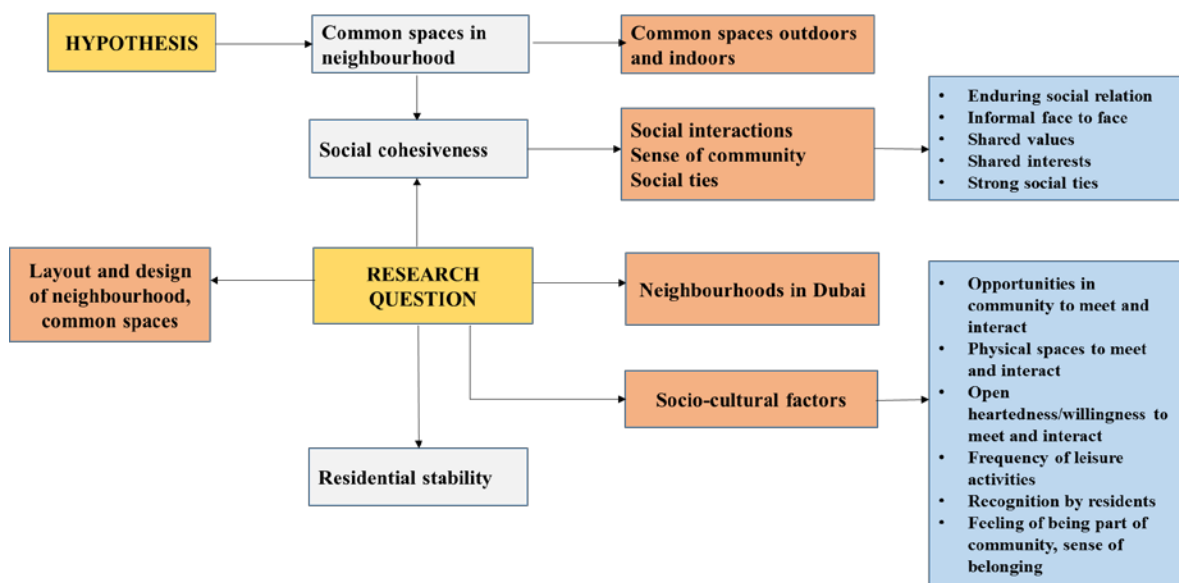 HYPOTHESIS
Common spaces in
neighbourhood
Common spaces outdoors
and indoors
Social cohesiveness
Social interactions
Sense of community
Social ties
• Enduring social relation
• Informal face to face
• Shared values
• Shared interests
• Strong social ties
Layout and design
of neighbourhood,
common spaces
RESEARCH
QUESTION
Neighbourhoods in Dubai
Socio-cultural factors
• Opportunities in
community to meet and
interact
• Physical spaces to meet
and interact
• Open
heartedness/willingness to
meet and interact
• Frequency of leisure
activities
• Recognition by residents
• Feeling of being part of
community, sense of
belonging
Residential stability